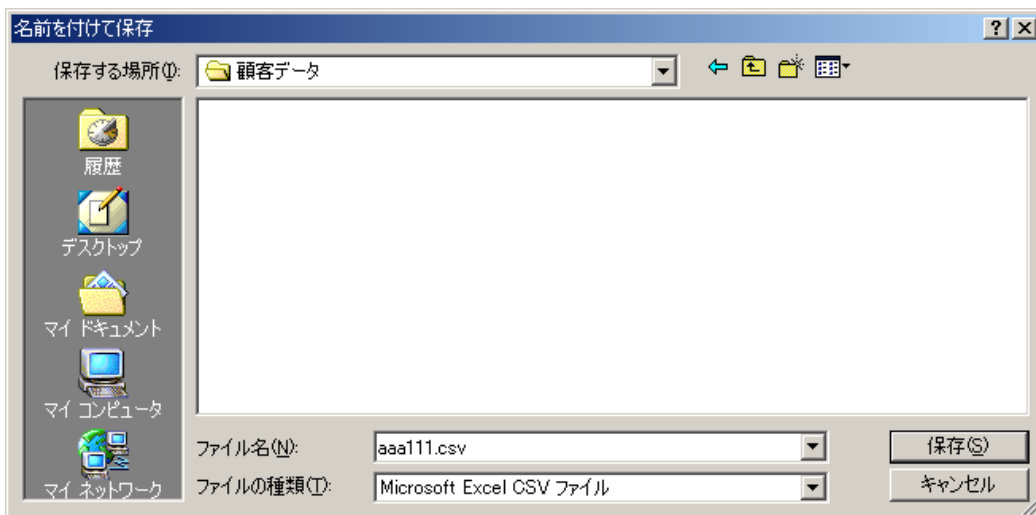 名前を付けて保存
保存する場所(I): 顧客データ
履歴
デスクトップ
マイ ドキュメント
マイ コンピュータ
マイ ネットワーク
ファイル名(N): aaa111.csv 保存(S)
ファイルの種類(T): Microsoft Excel CSV ファイル キャンセル